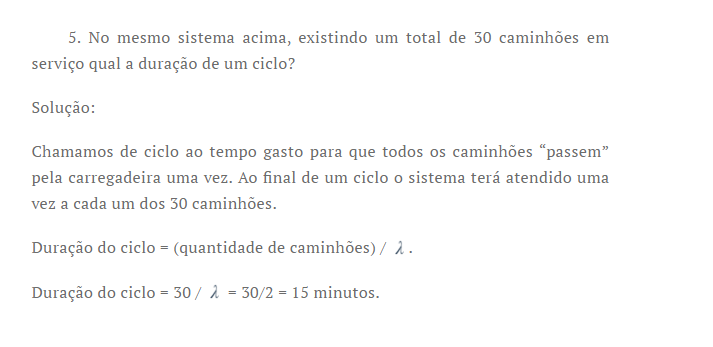 5. No mesmo sistema acima, existindo um total de 30 caminhões em
serviço qual a duração de um ciclo?
Solução:
Chamamos de ciclo ao tempo gasto para que todos os caminhões “passem”
pela carregadeira uma vez. Ao final de um ciclo o sistema terá atendido uma
vez a cada um dos 30 caminhões.
Duração do ciclo = (quantidade de caminhões) / λ .
Duração do ciclo = 30 / λ = 30/2 = 15 minutos.